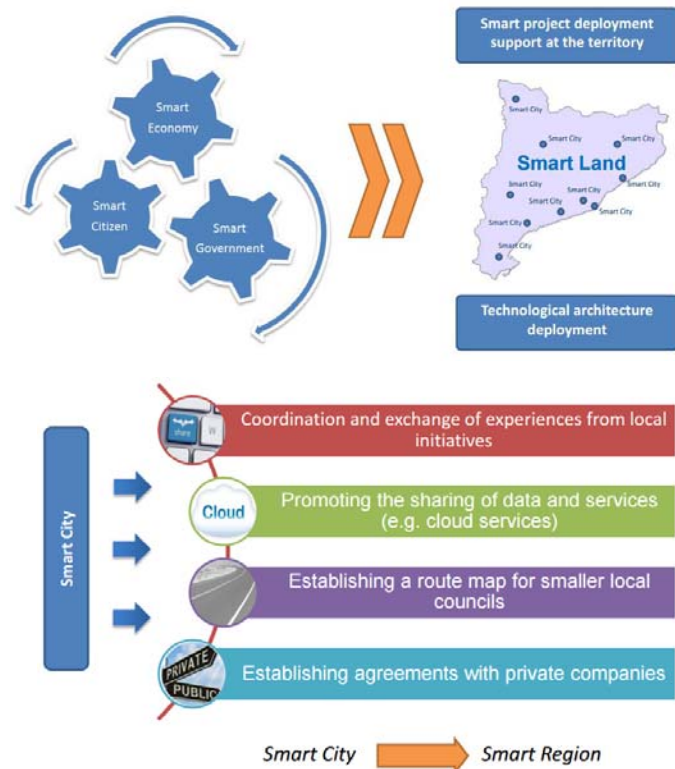 Smart
Economy
Smart
Citizen
Smart
Government
Smart project deployment
support at the territory
Smart City
Smart City
Smart City
Smart Land
Smart City
Smart City
Smart City
Smart City
Smart City
Smart City
Smart City
Technological architecture
deployment
Smart City
share
W
Coordination and exchange of experiences from local
initiatives
Cloud
Promoting the sharing of data and services
(e.g. cloud services)
Establishing a route map for smaller local
councils
PRIVATE
PUBLIC
Establishing agreements with private companies
Smart City
Smart Region